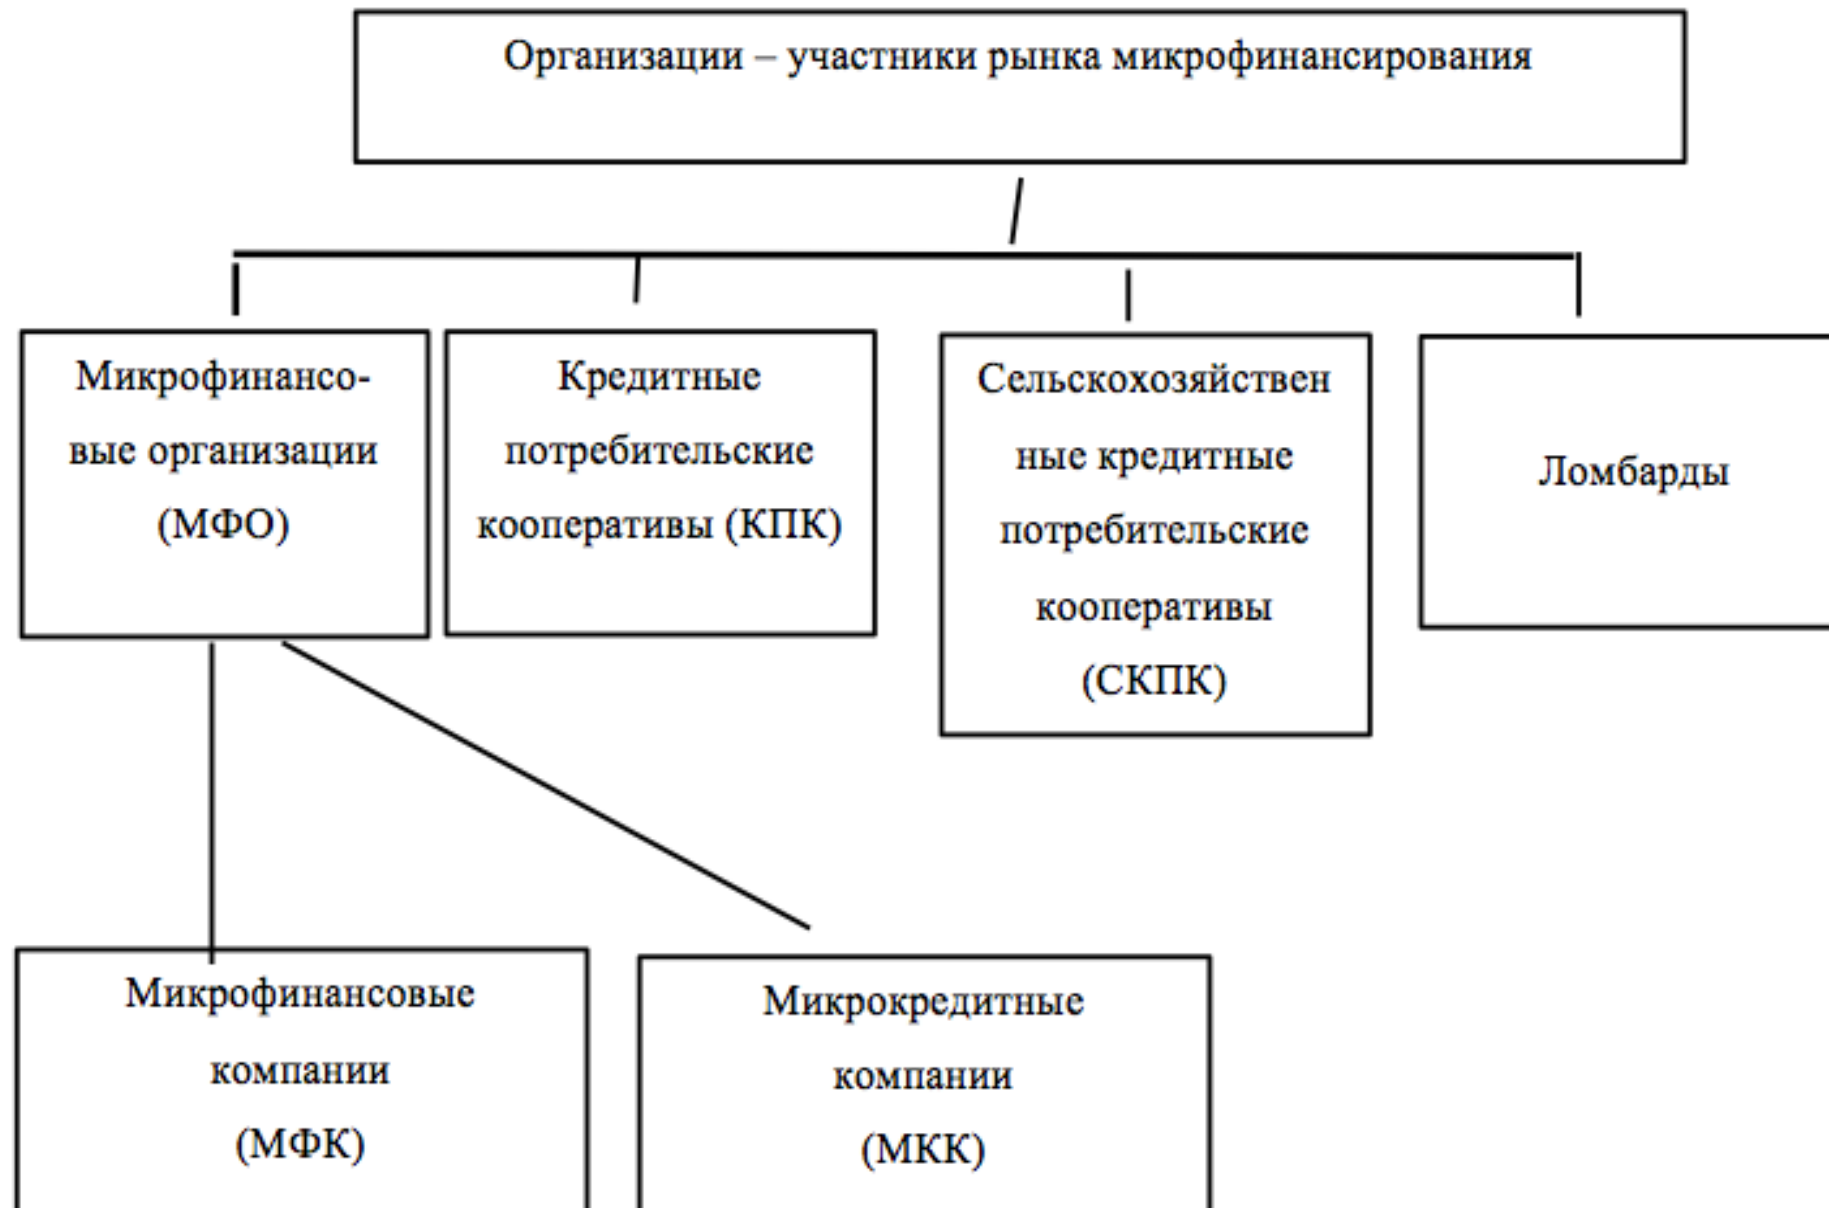 Организации – участники рынка микрофинансирования
Микрофинансо-
вые организации
(МФО)
Кредитные
потребительские
кооперативы (КПК)
Сельскохозяйствен
ные кредитные
потребительские
кооперативы
(СКПК)
Ломбарды
Микрофинансовые
компании
(МФК)
Микрокредитные
компании
(МКК)